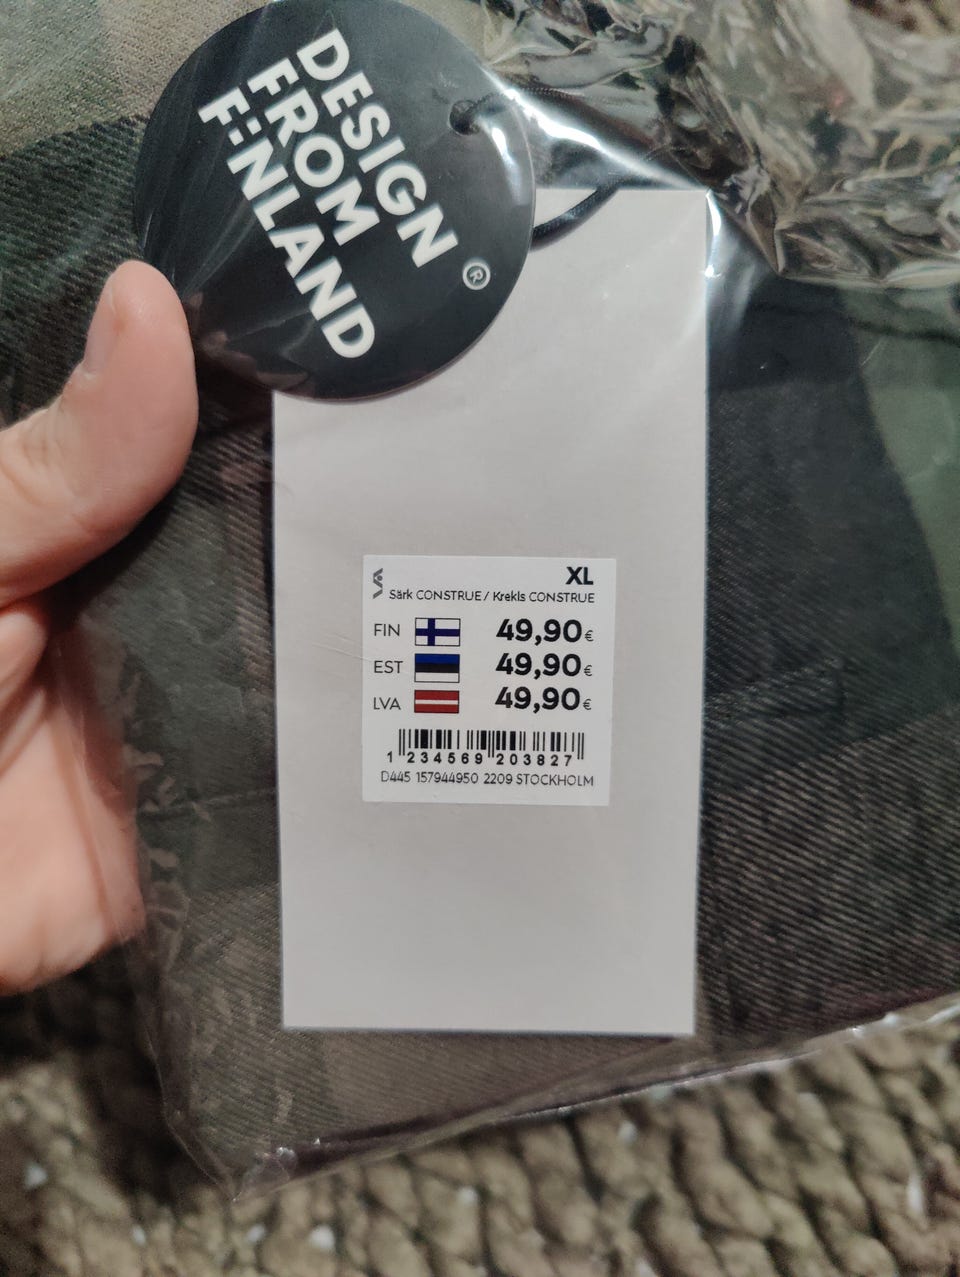 DESIGN
FROM
FINLAND
®
XL
Särk CONSTRUE / Krekls CONSTRUE
FIN 49,90 €
EST 49,90 €
LVA 49,90 €
1 234569 203827
D445 157944950 2209 STOCKHOLM